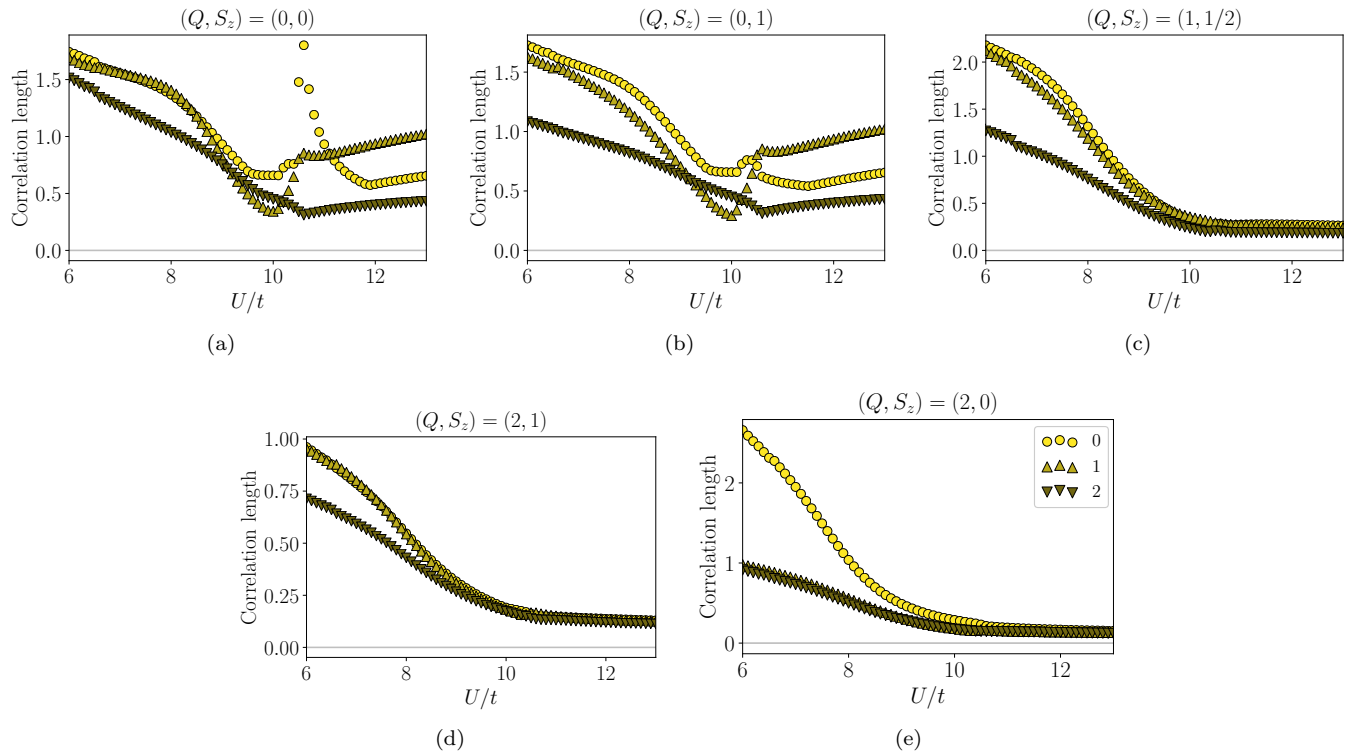 (Q, S_z) = (0, 0)
Correlation length
1.5
1.0
0.5
0.0
6 8 10 12
U/t
(a)
(Q, S_z) = (0, 1)
Correlation length
1.5
1.0
0.5
0.0
6 8 10 12
U/t
(b)
(Q, S_z) = (1, 1/2)
Correlation length
2.0
1.5
1.0
0.5
0.0
6 8 10 12
U/t
(c)
(Q, S_z) = (2, 1)
Correlation length
1.00
0.75
0.50
0.25
0.00
6 8 10 12
U/t
(d)
(Q, S_z) = (2, 0)
Correlation length
2
1
0
6 8 10 12
U/t
0
1
2
(e)